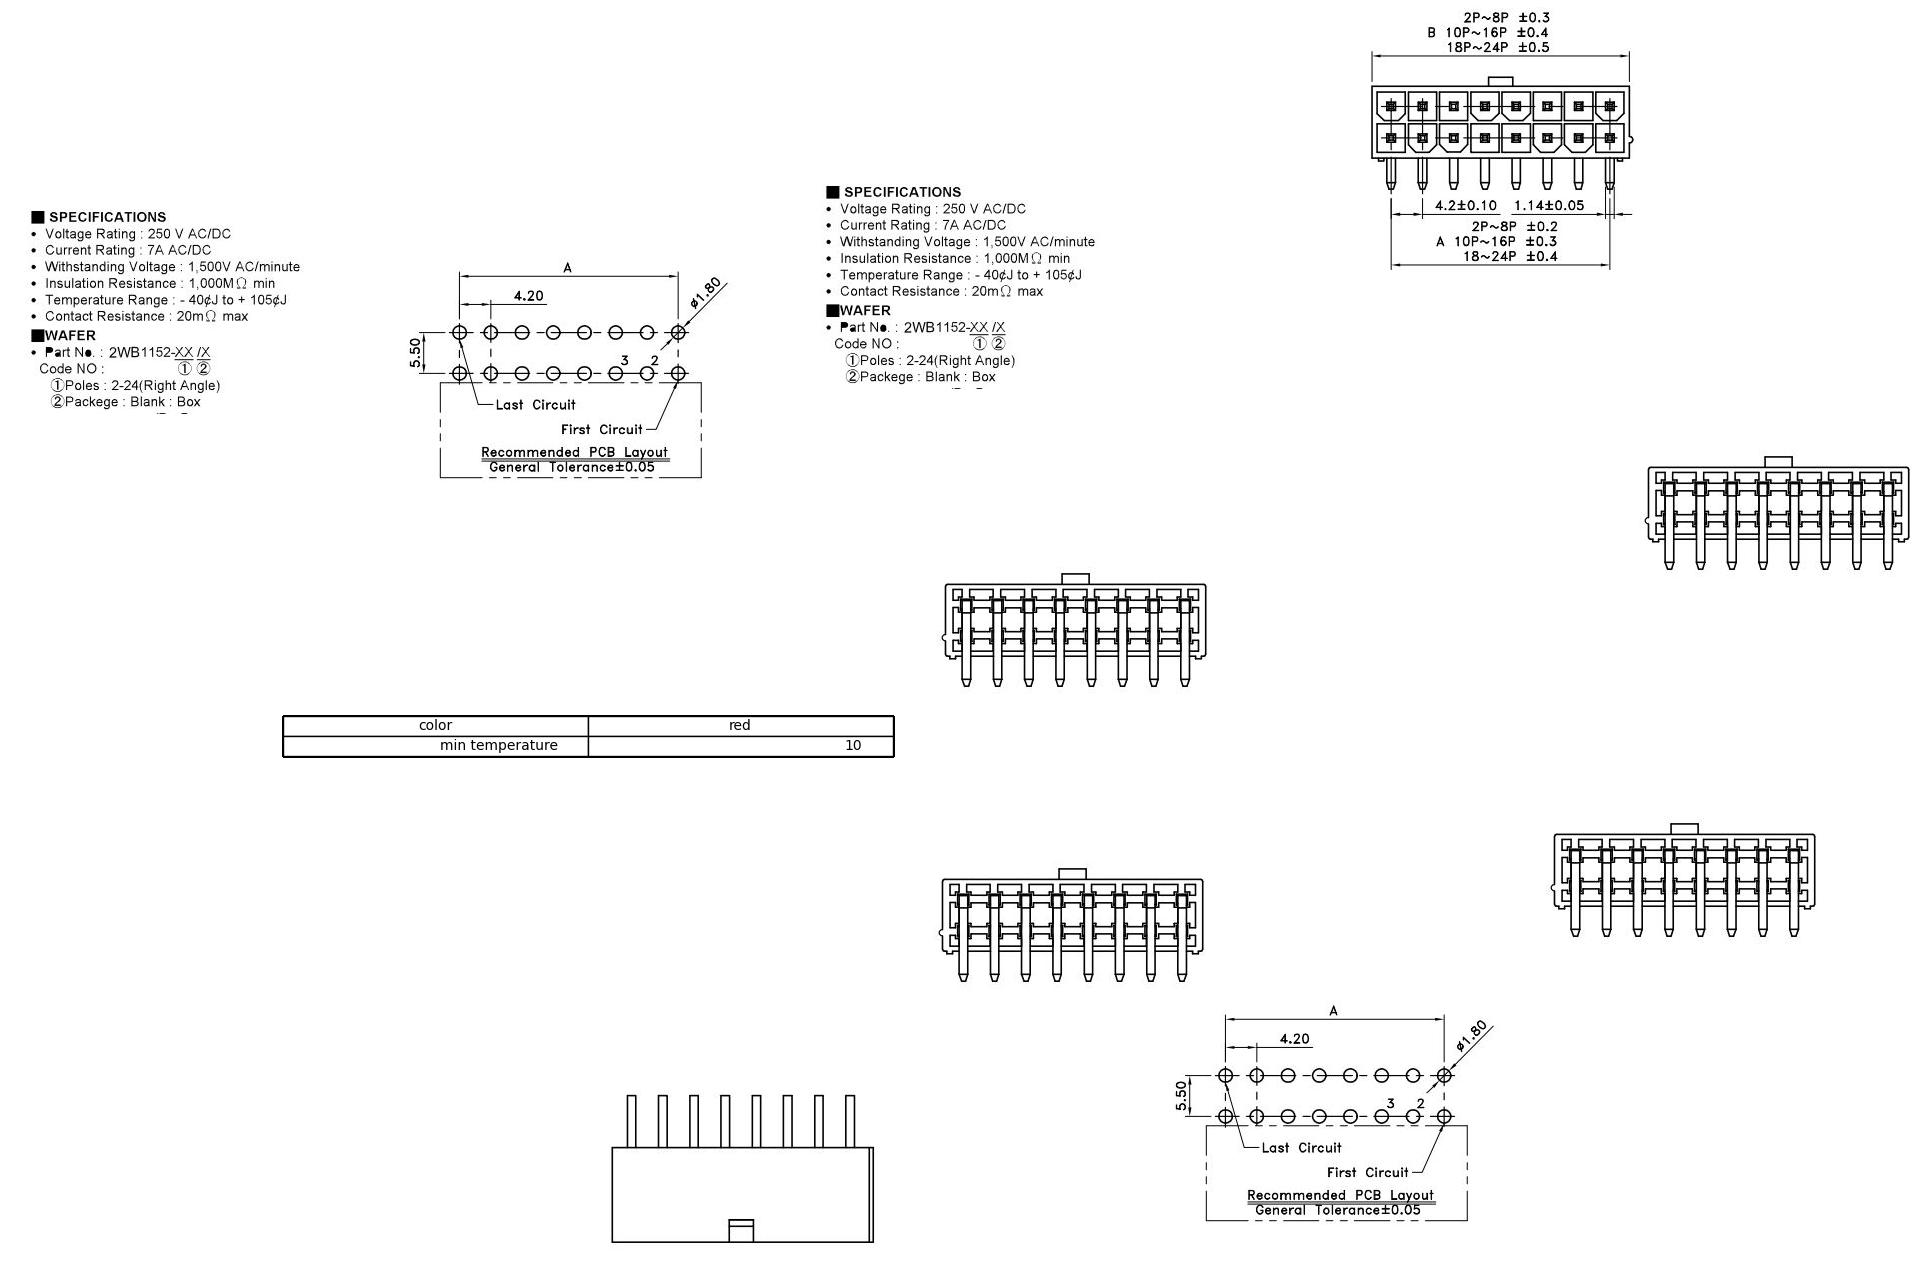 2P~8P ±0.3
B 10P~16P ±0.4
18P~24P ±0.5
4.2±0.10 1.14±0.05
2P~8P ±0.2
A 10P~16P ±0.3
18~24P ±0.4
■ SPECIFICATIONS
• Voltage Rating : 250 V AC/DC
• Current Rating : 7A AC/DC
• Withstanding Voltage : 1,500V AC/minute
• Insulation Resistance : 1,000MΩ min
• Temperature Range : - 40¢J to + 105¢J
• Contact Resistance : 20mΩ max
■WAFER
• Part No. : 2WB1152-XX /X
Code NO : ① ②
①Poles : 2-24(Right Angle)
②Packege : Blank : Box
A
4.20
ø1.80
5.50
3 2
Last Circuit
First Circuit
Recommended PCB Layout
General Tolerance±0.05
■ SPECIFICATIONS
• Voltage Rating : 250 V AC/DC
• Current Rating : 7A AC/DC
• Withstanding Voltage : 1,500V AC/minute
• Insulation Resistance : 1,000MΩ min
• Temperature Range : - 40¢J to + 105¢J
• Contact Resistance : 20mΩ max
■WAFER
• Part No. : 2WB1152-XX /X
Code NO : ① ②
①Poles : 2-24(Right Angle)
②Packege : Blank : Box
color red
min temperature 10
A
4.20
ø1.80
5.50
3 2
Last Circuit
First Circuit
Recommended PCB Layout
General Tolerance±0.05